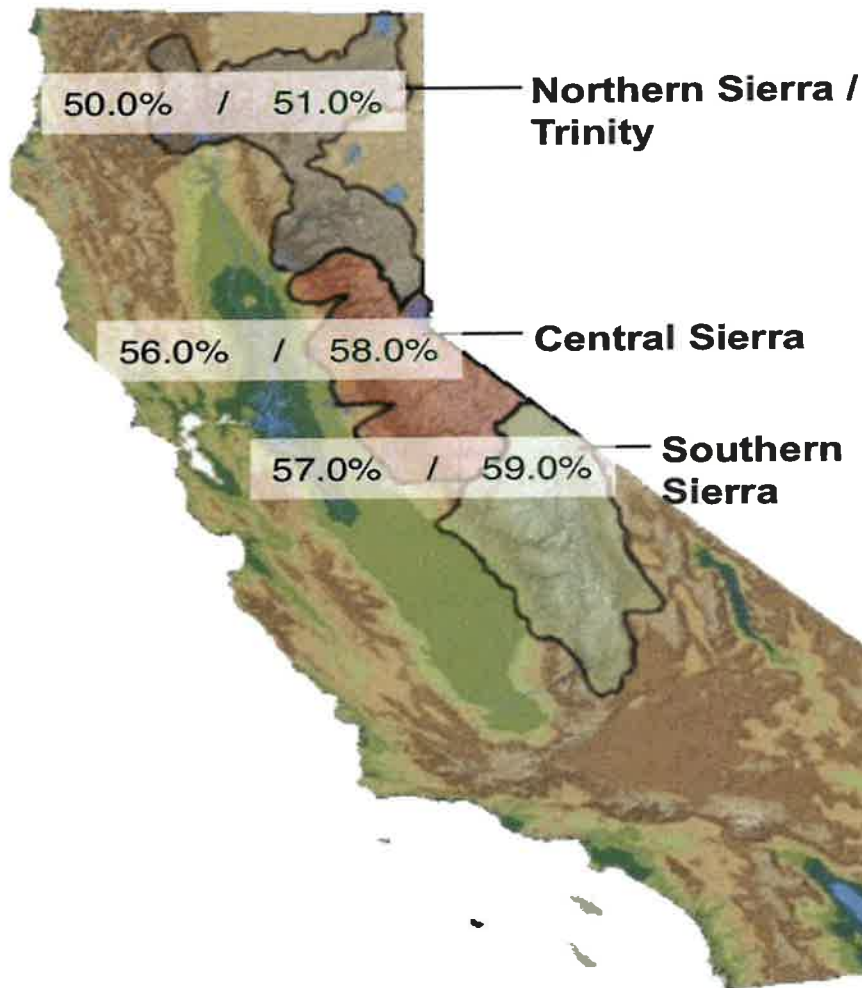 50.0% / 51.0%
Northern Sierra /
Trinity
56.0% / 58.0%
Central Sierra
57.0% / 59.0%
Southern
Sierra